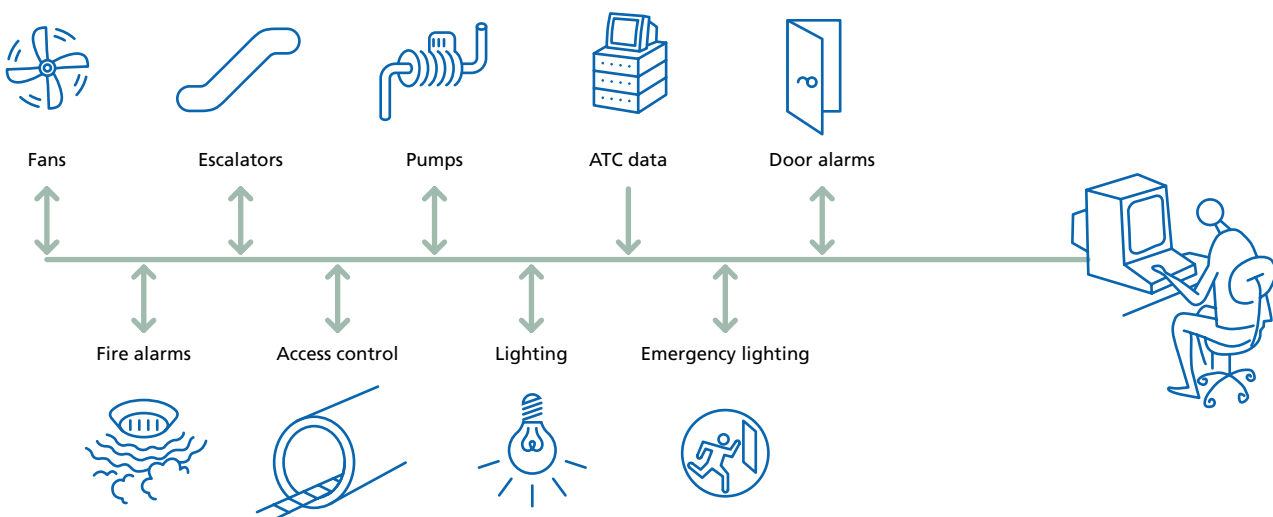 Fans
Escalators
Pumps
ATC data
Door alarms
Fire alarms
Access control
Lighting
Emergency lighting